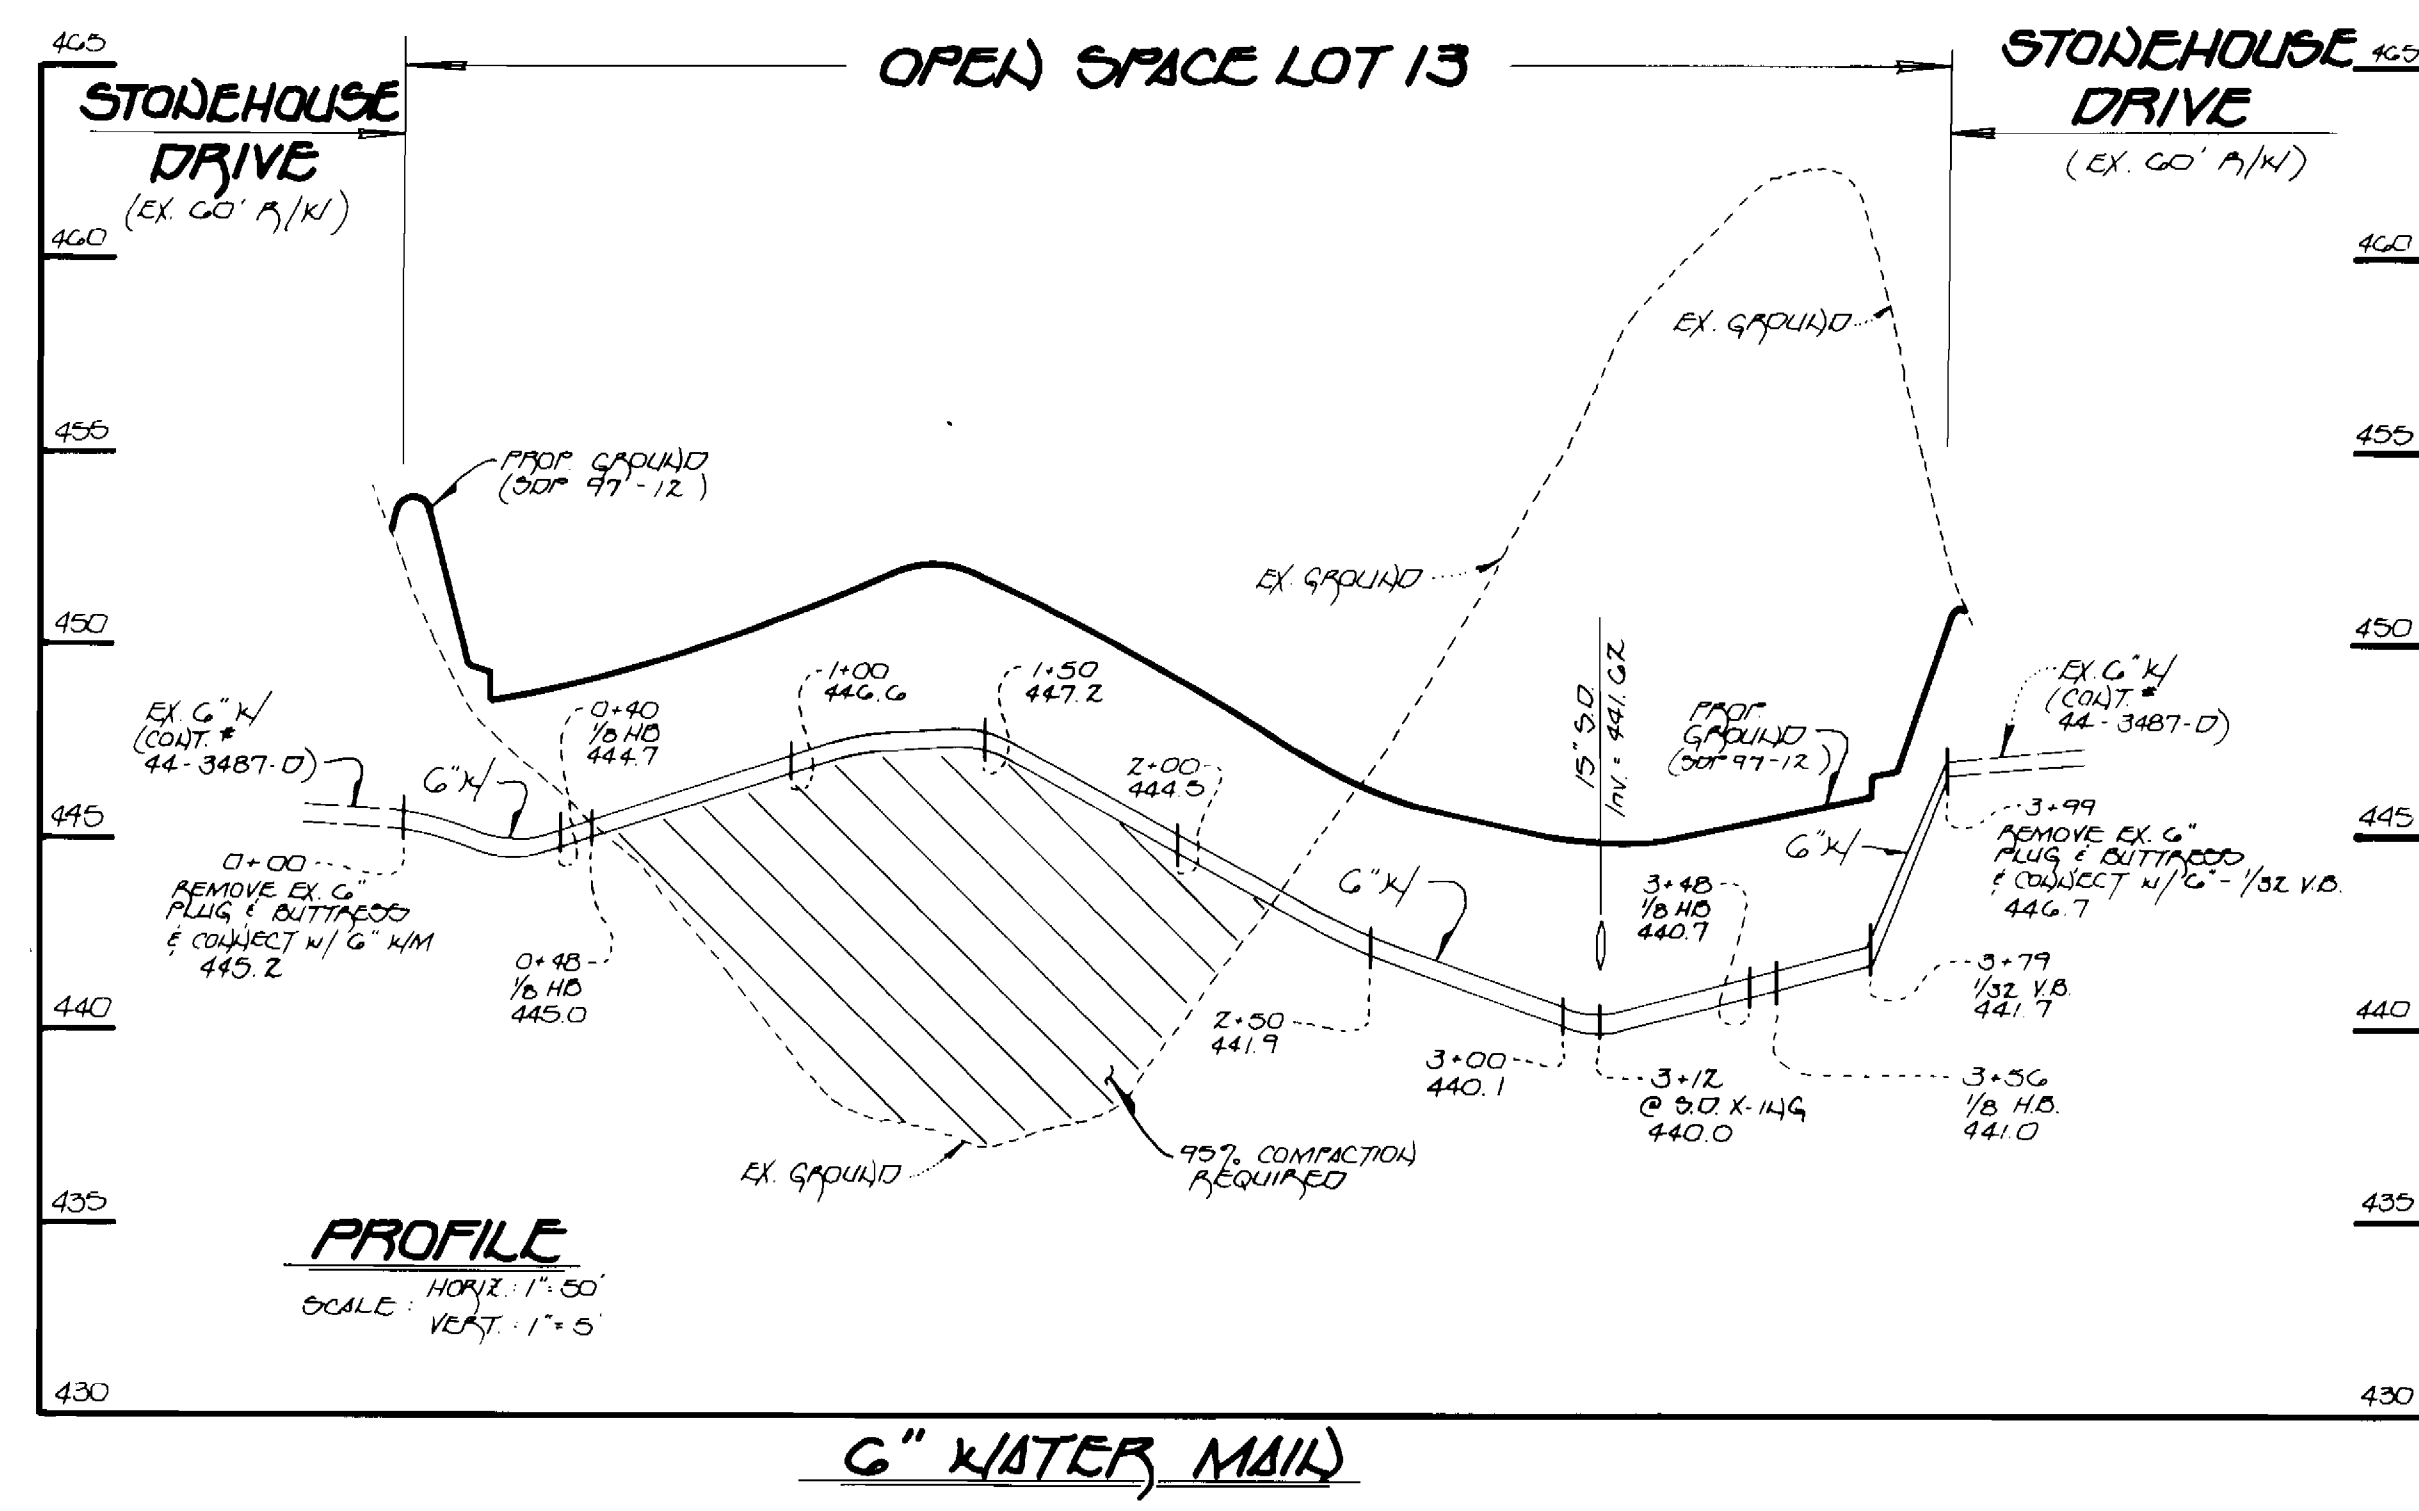 465
OPEN SPACE LOT 13
STONEHOUSE
DRIVE
(EX. 60' R/W)
STONEHOUSE
DRIVE
(EX. 60' R/W)
465
460
460
455
455
450
450
445
445
440
440
435
435
430
430
PROP. GROUND
(SDP 97-12)
EX. GROUND
EX. GROUND
EX. 6" W
(CONT. #
44-3487-D)
6" W
0+00
REMOVE EX. 6"
PLUG & BUTTRESS
& CONNECT W/ 6" W/M
445.2
0+40
1/8 HB
444.7
0+48
1/8 HB
445.0
1+00
446.6
1+50
447.2
2+00
444.5
2+50
441.9
6" W
3+00
440.1
15" S.D.
Inv. = 441.62
3+12
@ S.D. X-ING
440.0
PROP.
GROUND
(SDP 97-12)
3+48
1/8 HB
440.7
3+56
1/8 H.B.
441.0
6" W
3+79
1/32 V.B.
441.7
EX. 6" W
(CONT. #
44-3487-D)
3+99
REMOVE EX. 6"
PLUG & BUTTRESS
& CONNECT W/ 6"-1/32 V.B.
446.7
EX. GROUND
95% COMPACTION
REQUIRED
PROFILE
SCALE: HORIZ.: 1"=50'
VERT.: 1"=5'
6" WATER MAIN